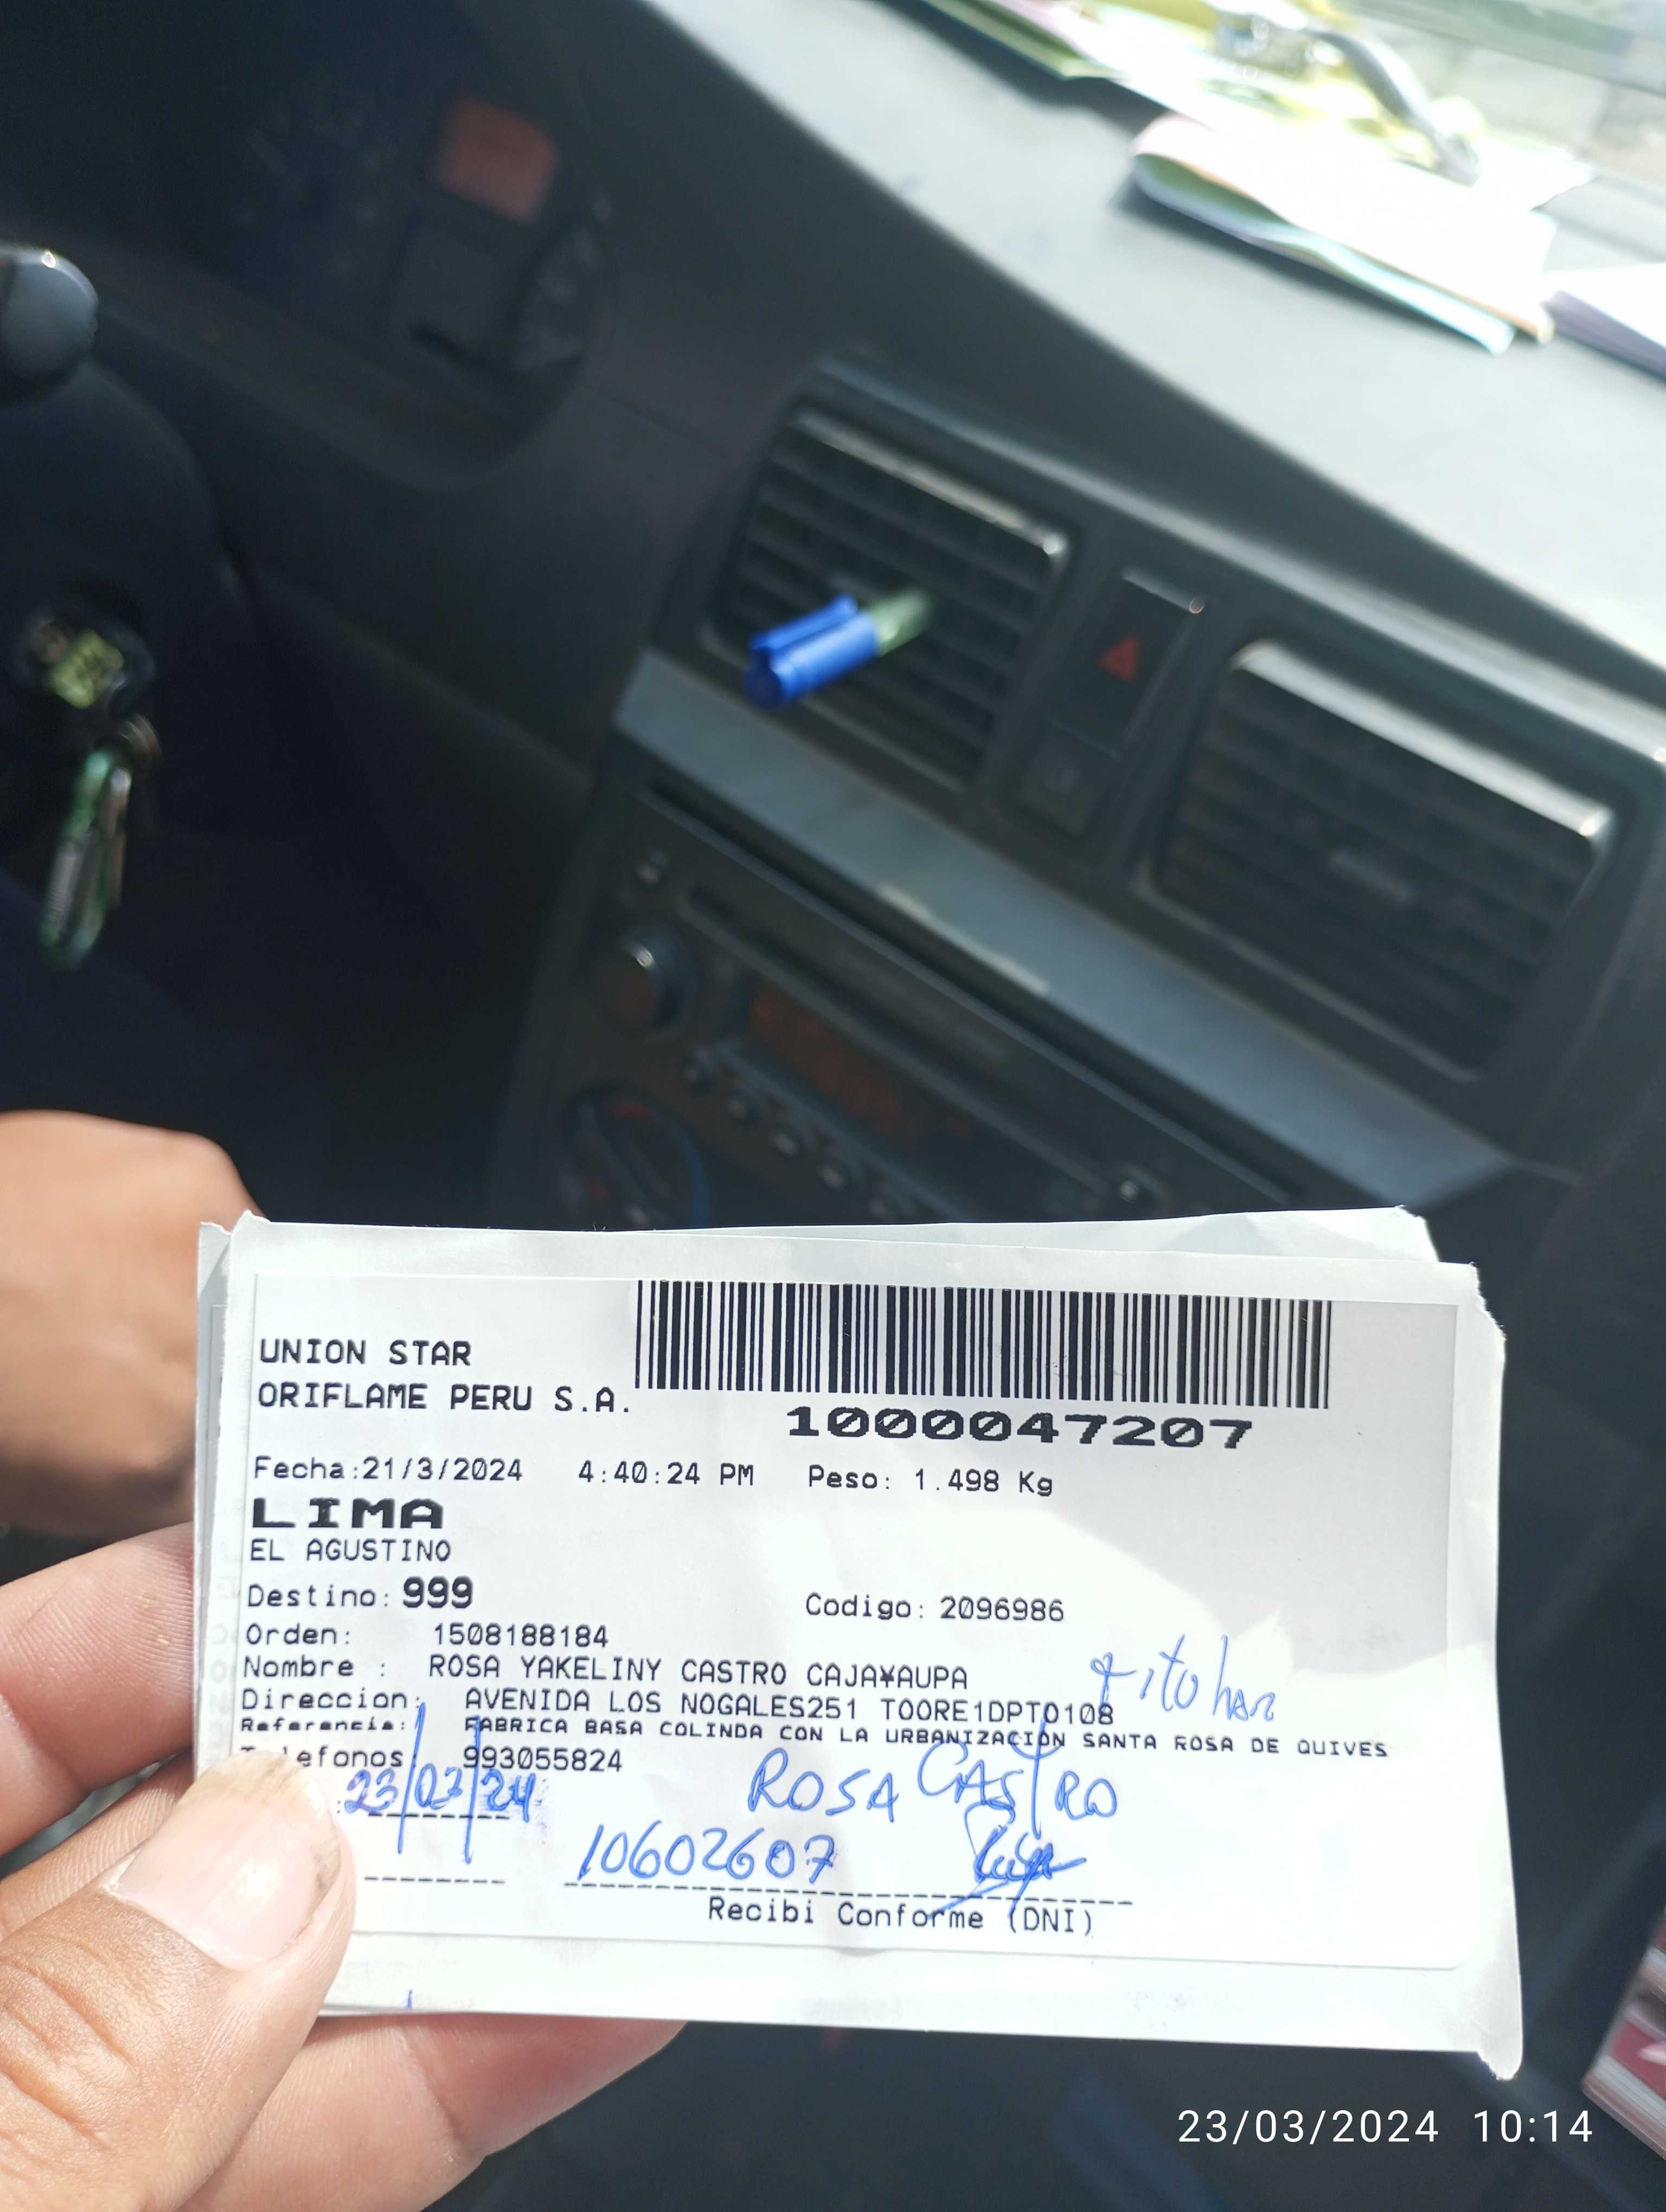 UNION STAR
ORIFLAME PERU S.A.
1000047207
Fecha:21/3/2024 4:40:24 PM Peso: 1.498 Kg
LIMA
EL AGUSTINO
Destino: 999 Codigo: 2096986
Orden: 1508188184
Nombre : ROSA YAKELINY CASTRO CAJA¥AUPA
Direccion: AVENIDA LOS NOGALES251 TOORE1DPTO108
Referencia: FABRICA BASA COLINDA CON LA URBANIZACION SANTA ROSA DE QUIVES
efonos 993055824
ROSA CASTRO
10602607
Recibi Conforme (DNI)
23/03/2024 10:14